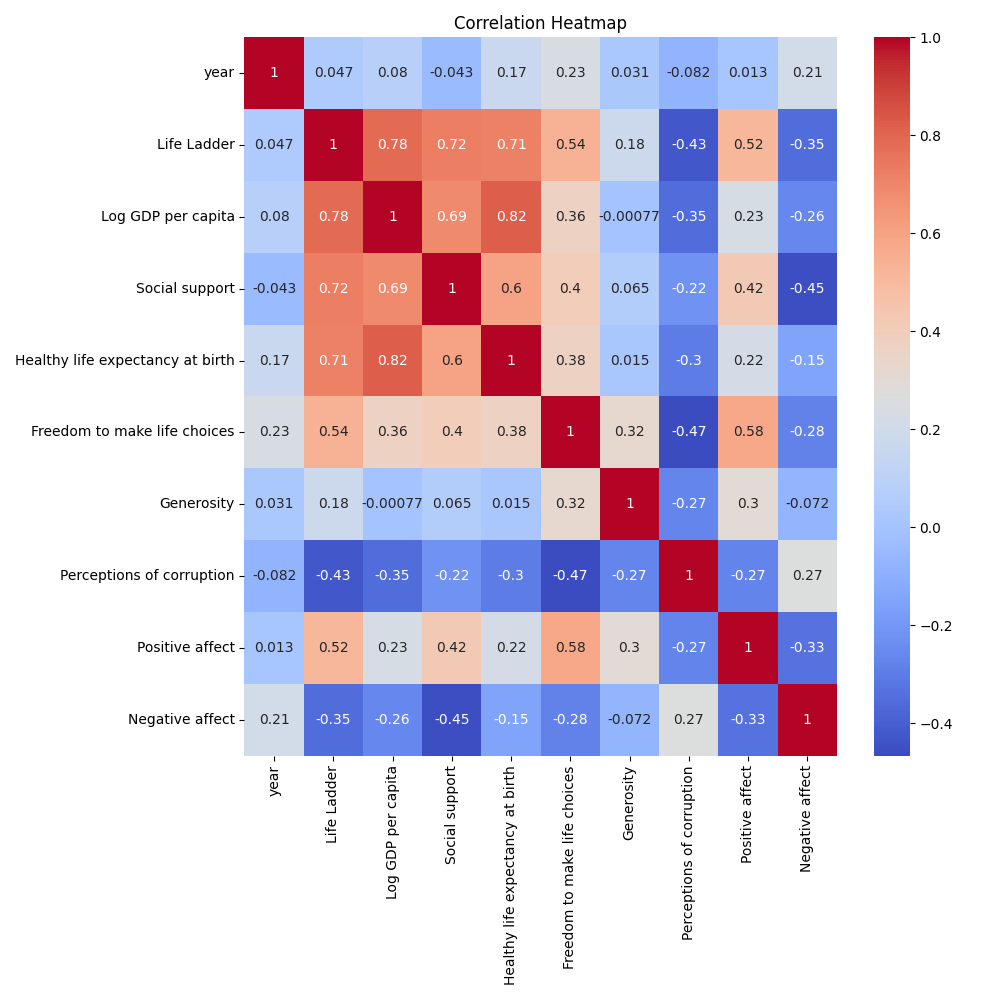 Correlation Heatmap
year 1 0.047 0.08 -0.043 0.17 0.23 0.031 -0.082 0.013 0.21
Life Ladder 0.047 1 0.78 0.72 0.71 0.54 0.18 -0.43 0.52 -0.35
Log GDP per capita 0.08 0.78 1 0.69 0.82 0.36 -0.00077 -0.35 0.23 -0.26
Social support -0.043 0.72 0.69 1 0.6 0.4 0.065 -0.22 0.42 -0.45
Healthy life expectancy at birth 0.17 0.71 0.82 0.6 1 0.38 0.015 -0.3 0.22 -0.15
Freedom to make life choices 0.23 0.54 0.36 0.4 0.38 1 0.32 -0.47 0.58 -0.28
Generosity 0.031 0.18 -0.00077 0.065 0.015 0.32 1 -0.27 0.3 -0.072
Perceptions of corruption -0.082 -0.43 -0.35 -0.22 -0.3 -0.47 -0.27 1 -0.27 0.27
Positive affect 0.013 0.52 0.23 0.42 0.22 0.58 0.3 -0.27 1 -0.33
Negative affect 0.21 -0.35 -0.26 -0.45 -0.15 -0.28 -0.072 0.27 -0.33 1
year
Life Ladder
Log GDP per capita
Social support
Healthy life expectancy at birth
Freedom to make life choices
Generosity
Perceptions of corruption
Positive affect
Negative affect
1.0
0.8
0.6
0.4
0.2
0.0
−0.2
−0.4